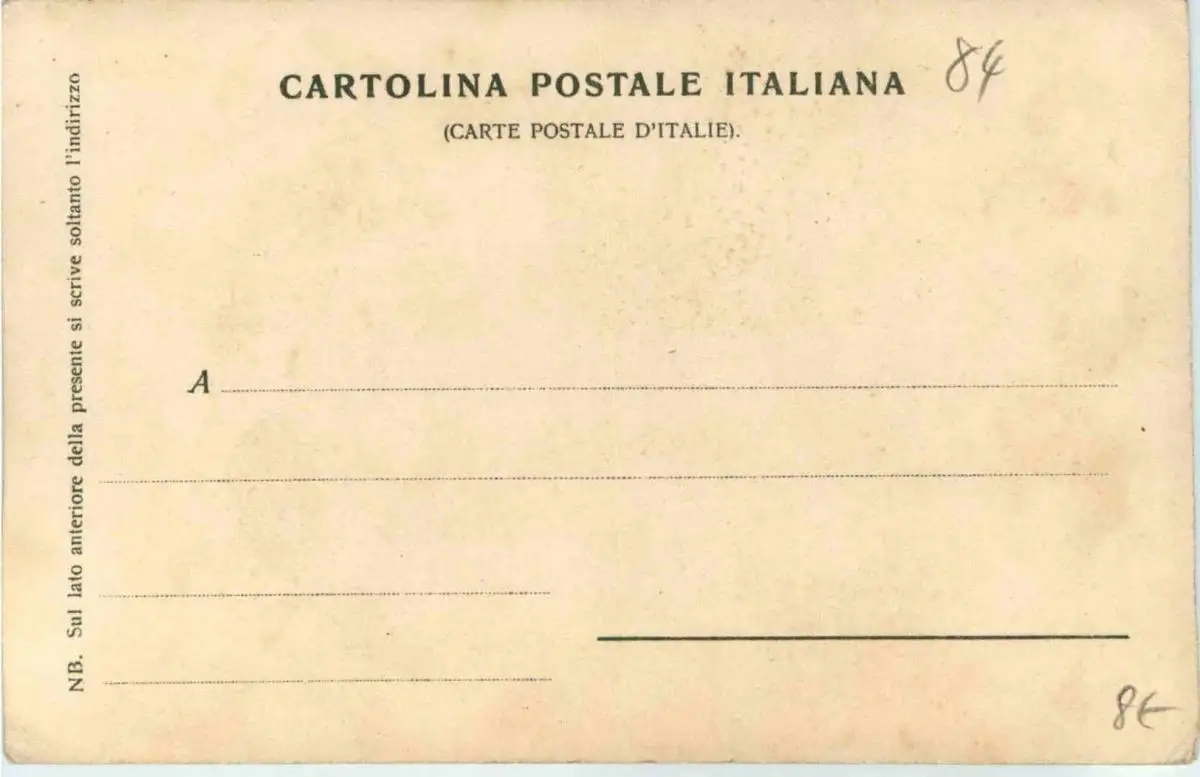 CARTOLINA POSTALE ITALIANA
84
(CARTE POSTALE D'ITALIE).
NB. Sul lato anteriore della presente si scrive soltanto l'indirizzo
A
8€